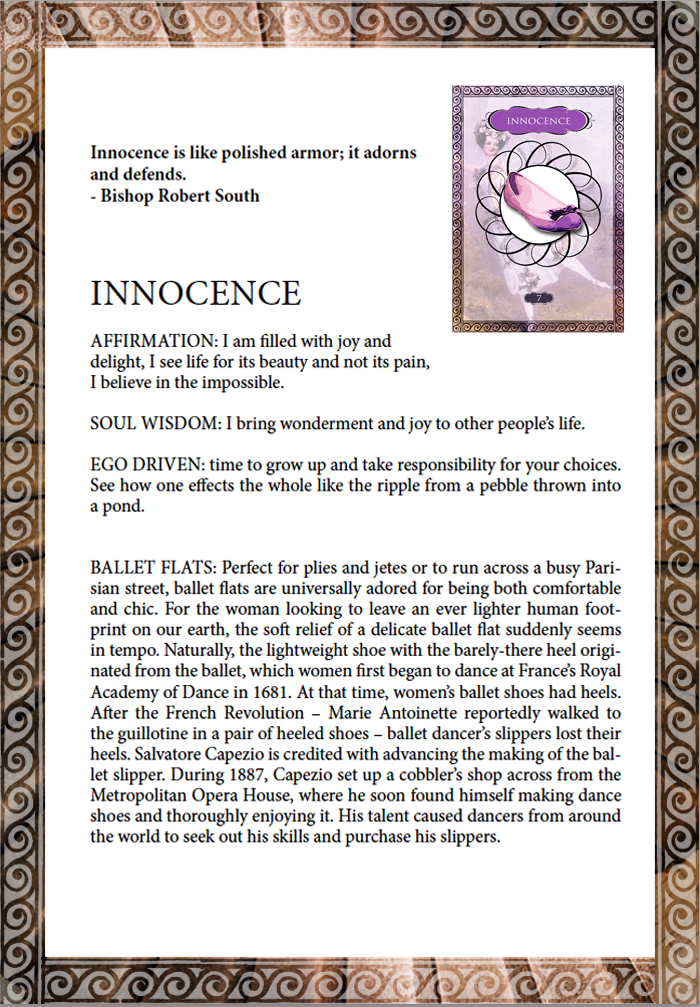 INNOCENCE
7
Innocence is like polished armor; it adorns
and defends.
- Bishop Robert South
INNOCENCE
AFFIRMATION: I am filled with joy and
delight, I see life for its beauty and not its pain,
I believe in the impossible.
SOUL WISDOM: I bring wonderment and joy to other people’s life.
EGO DRIVEN: time to grow up and take responsibility for your choices.
See how one effects the whole like the ripple from a pebble thrown into
a pond.
BALLET FLATS: Perfect for plies and jetes or to run across a busy Pari-
sian street, ballet flats are universally adored for being both comfortable
and chic. For the woman looking to leave an ever lighter human foot-
print on our earth, the soft relief of a delicate ballet flat suddenly seems
in tempo. Naturally, the lightweight shoe with the barely-there heel origi-
nated from the ballet, which women first began to dance at France’s Royal
Academy of Dance in 1681. At that time, women’s ballet shoes had heels.
After the French Revolution – Marie Antoinette reportedly walked to
the guillotine in a pair of heeled shoes – ballet dancer’s slippers lost their
heels. Salvatore Capezio is credited with advancing the making of the bal-
let slipper. During 1887, Capezio set up a cobbler’s shop across from the
Metropolitan Opera House, where he soon found himself making dance
shoes and thoroughly enjoying it. His talent caused dancers from around
the world to seek out his skills and purchase his slippers.